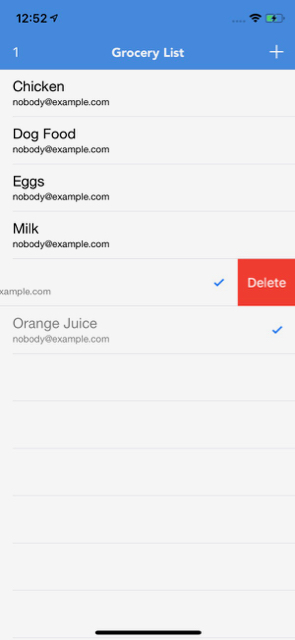 12:52
1
Grocery List
+
Chicken
nobody@example.com
Dog Food
nobody@example.com
Eggs
nobody@example.com
Milk
nobody@example.com
xample.com
Delete
Orange Juice
nobody@example.com